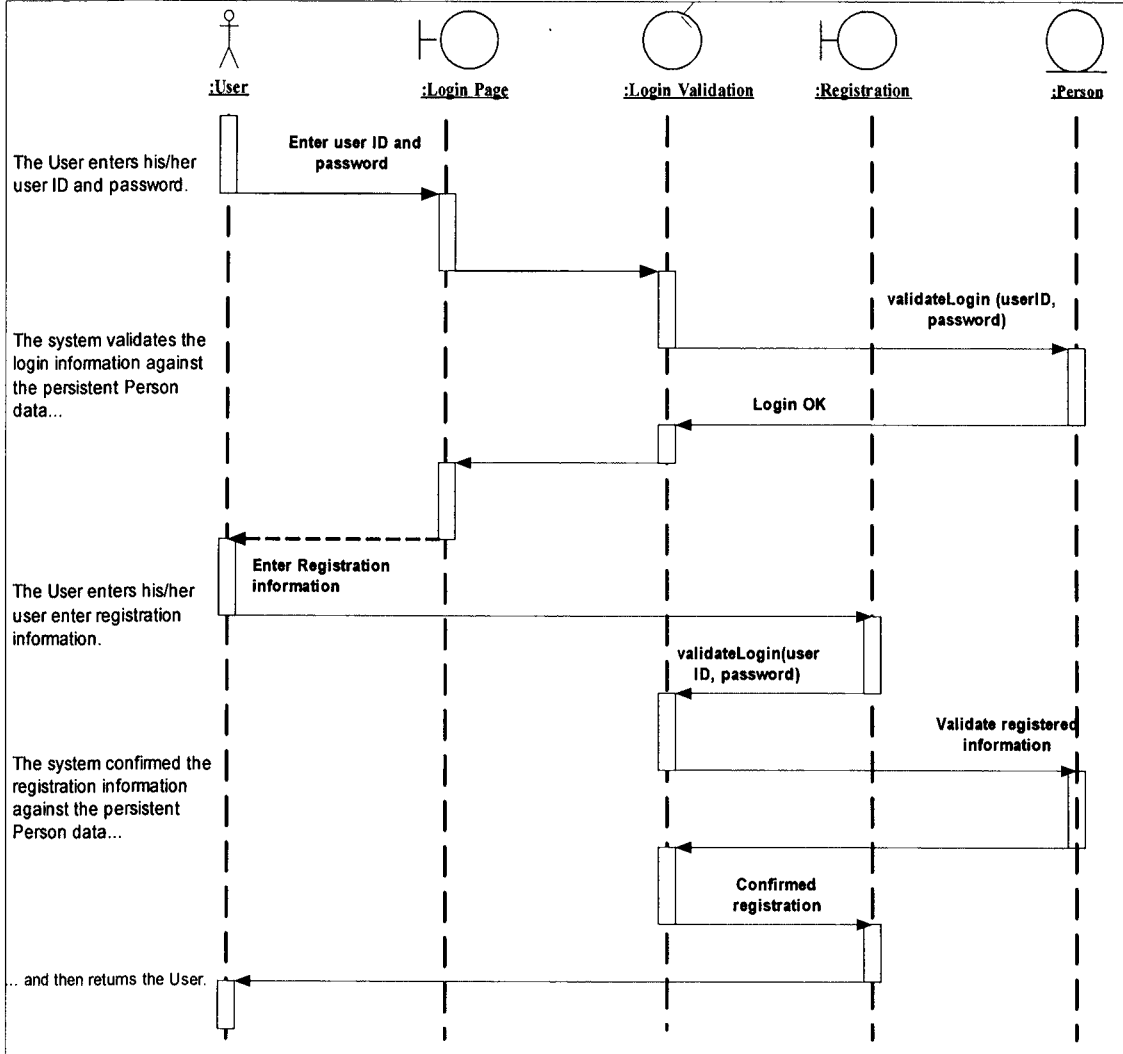 :User
:Login Page
:Login Validation
:Registration
:Person
The User enters his/her
user ID and password.
Enter user ID and
password
validateLogin (userID,
password)
The system validates the
login information against
the persistent Person
data...
Login OK
Enter Registration
information
The User enters his/her
user enter registration
information.
validateLogin(user
ID, password)
Validate registered
information
The system confirmed the
registration information
against the persistent
Person data...
Confirmed
registration
... and then returns the User.